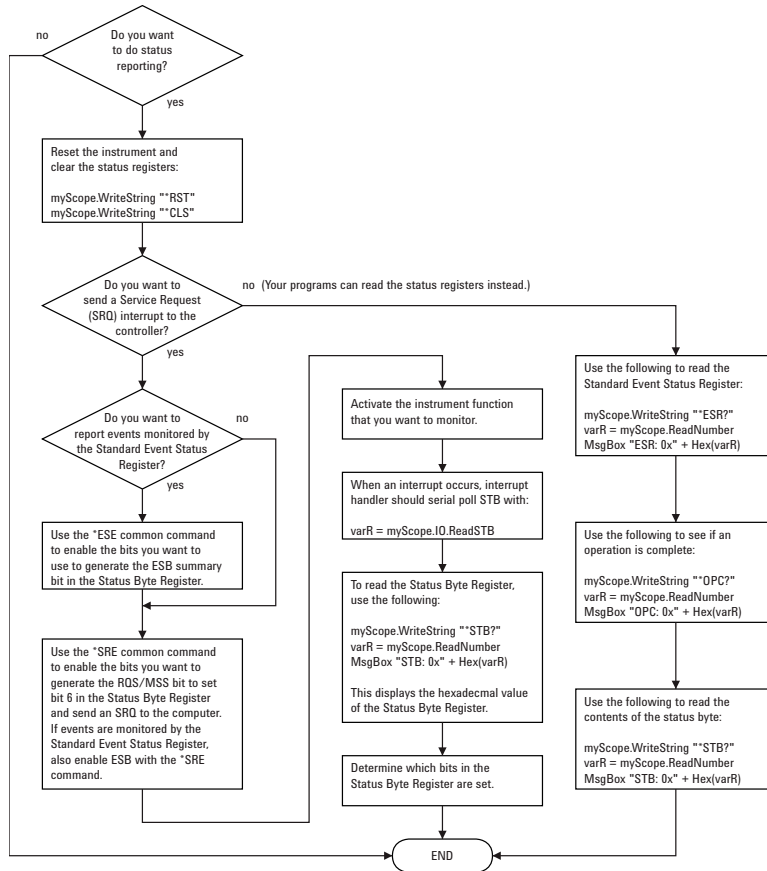 Do you want
to do status
reporting?
no
yes
Reset the instrument and
clear the status registers:
myScope.WriteString "*RST"
myScope.WriteString "*CLS"
Do you want to
send a Service Request
(SRQ) interrupt to the
controller?
no (Your programs can read the status registers instead.)
yes
Do you want to
report events monitored by
the Standard Event Status
Register?
no
yes
Use the *ESE common command
to enable the bits you want to
use to generate the ESB summary
bit in the Status Byte Register.
Use the *SRE common command
to enable the bits you want to
generate the RQS/MSS bit to set
bit 6 in the Status Byte Register
and send an SRQ to the computer.
If events are monitored by the
Standard Event Status Register,
also enable ESB with the *SRE
command.
Activate the instrument function
that you want to monitor.
When an interrupt occurs, interrupt
handler should serial poll STB with:
varR = myScope.IO.ReadSTB
To read the Status Byte Register,
use the following:
myScope.WriteString "*STB?"
varR = myScope.ReadNumber
MsgBox "STB: 0x" + Hex(varR)
This displays the hexadecmal value
of the Status Byte Register.
Determine which bits in the
Status Byte Register are set.
Use the following to read the
Standard Event Status Register:
myScope.WriteString "*ESR?"
varR = myScope.ReadNumber
MsgBox "ESR: 0x" + Hex(varR)
Use the following to see if an
operation is complete:
myScope.WriteString "*OPC?"
varR = myScope.ReadNumber
MsgBox "OPC: 0x" + Hex(varR)
Use the following to read the
contents of the status byte:
myScope.WriteString "*STB?"
varR = myScope.ReadNumber
MsgBox "STB: 0x" + Hex(varR)
END